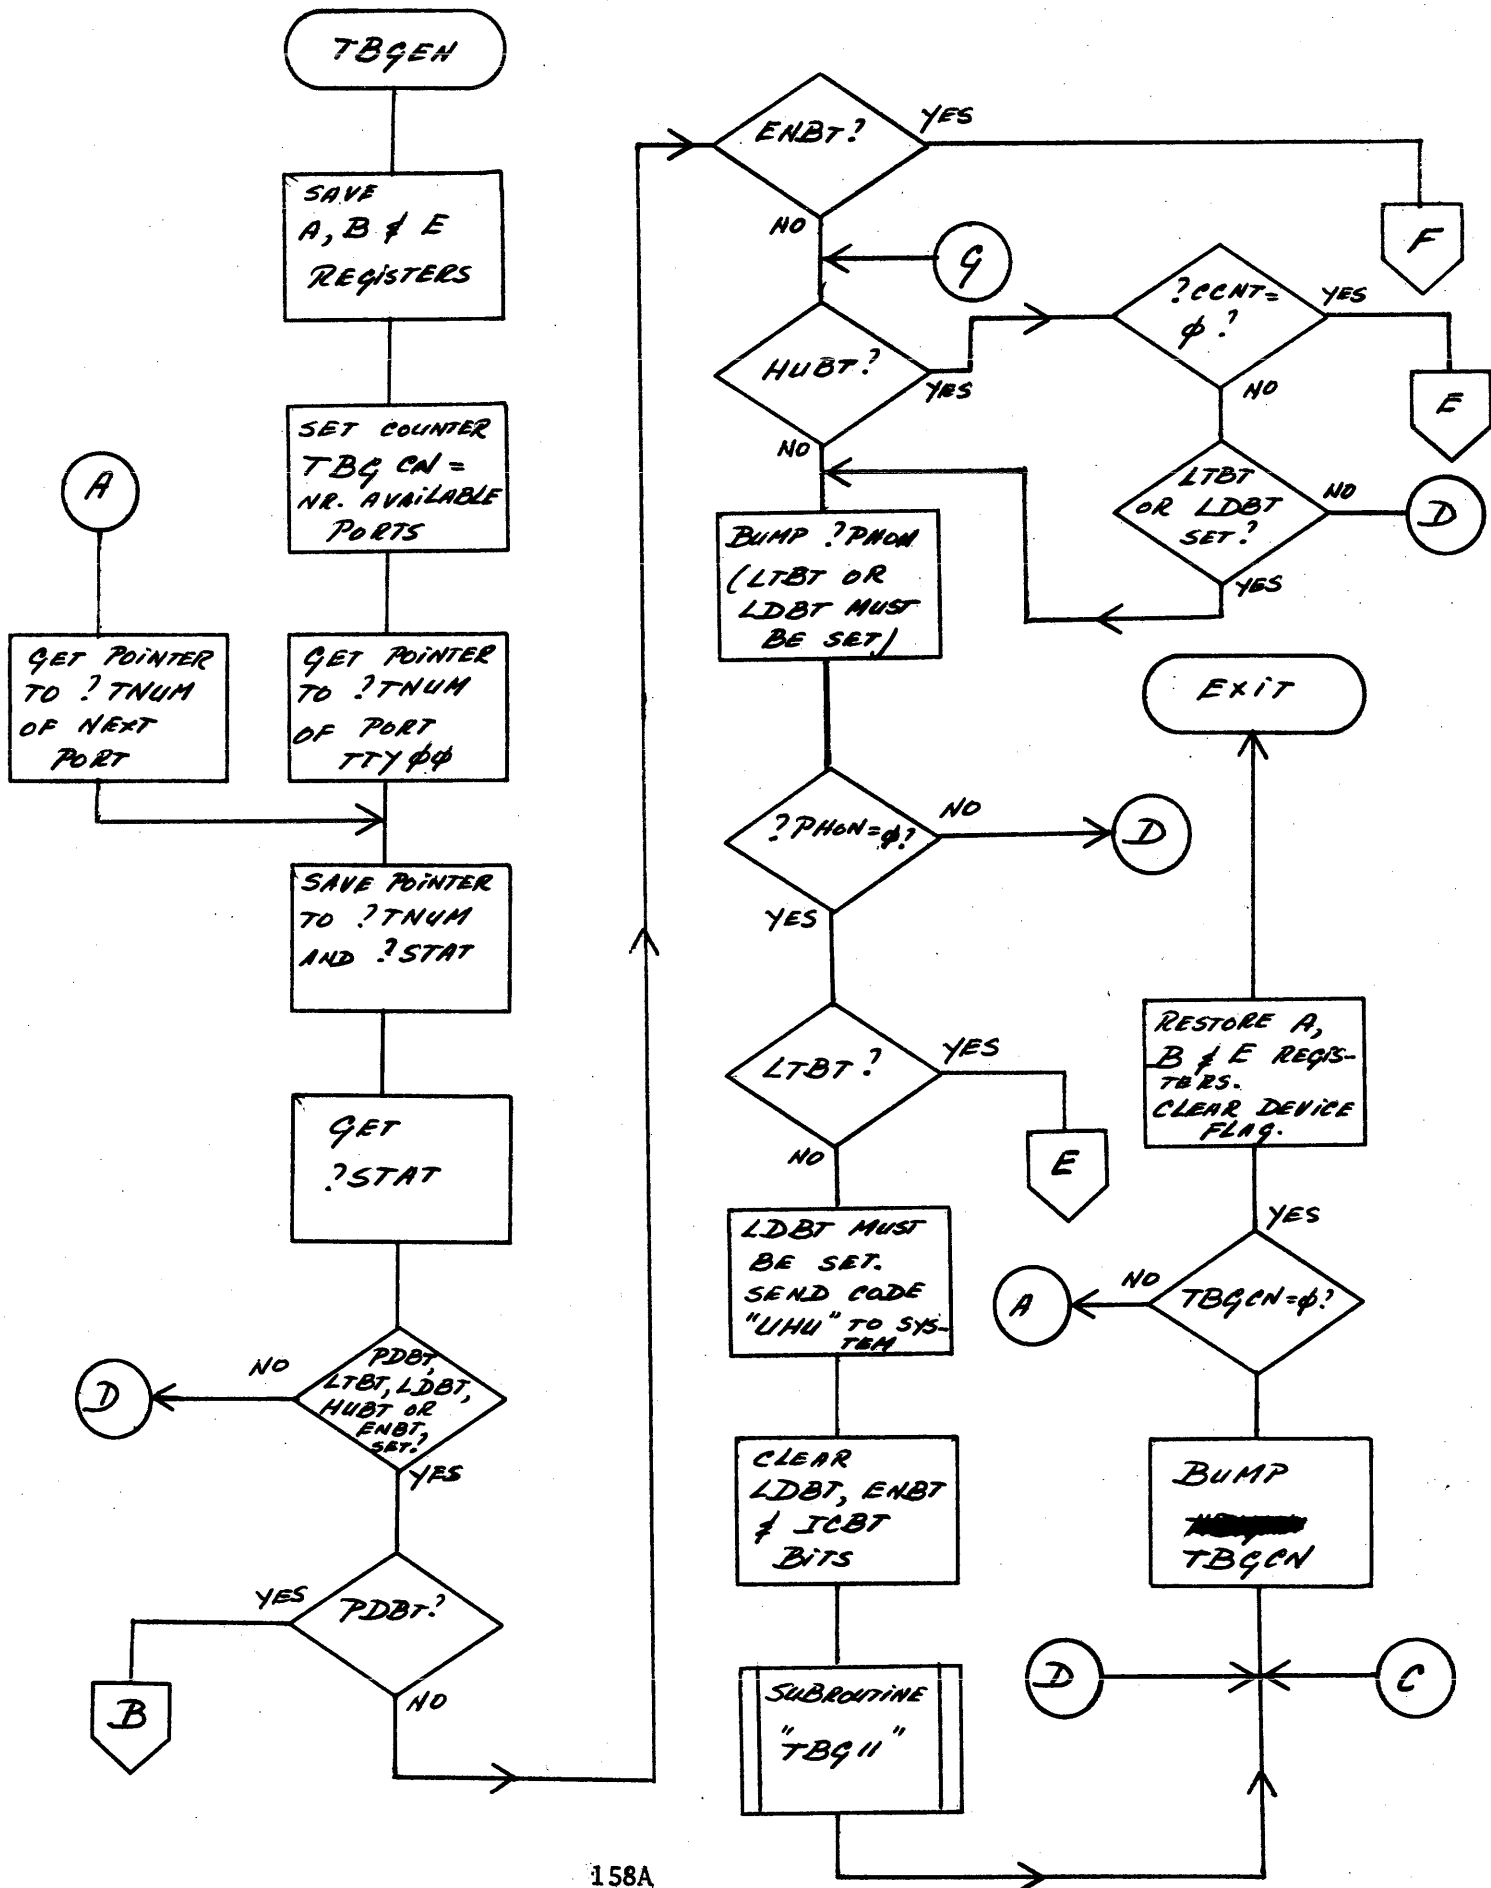 TBGEN
SAVE
A, B & E
REGISTERS
SET COUNTER
TBG CN =
NR. AVAILABLE
PORTS
A
GET POINTER
TO ?TNUM
OF NEXT
PORT
GET POINTER
TO ?TNUM
OF PORT
TTYφφ
SAVE POINTER
TO ?TNUM
AND ?STAT
GET
?STAT
PDBT,
LTBT, LDBT,
HUBT OR
ENBT,
SET?
NO
D
YES
PDBT?
YES
B
NO
ENBT?
YES
F
NO
G
HUBT?
YES
NO
?CCNT=
φ?
YES
E
NO
LTBT
OR LDBT
SET?
NO
D
YES
BUMP ?PHON
(LTBT OR
LDBT MUST
BE SET)
?PHON=φ?
NO
D
YES
LTBT?
YES
E
NO
LDBT MUST
BE SET.
SEND CODE
"UHU" TO SYS-
TEM
CLEAR
LDBT, ENBT
& ICBT
BITS
SUBROUTINE
"TBG11"
EXIT
RESTORE A,
B & E REGIS-
TERS.
CLEAR DEVICE
FLAG.
YES
TBGCN=φ?
NO
A
BUMP
TBGCN
D
C
158A